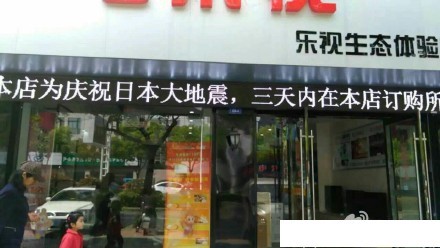 乐视生态体验
本店为庆祝日本大地震，三天内在本店订购所